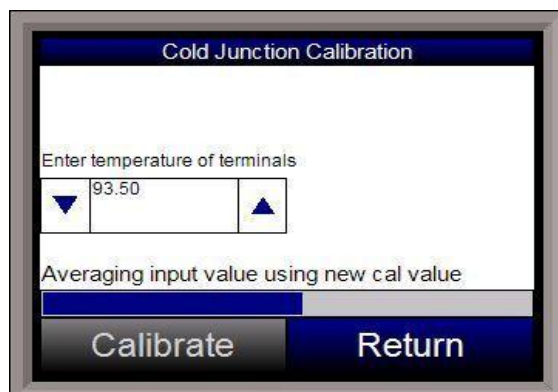 Cold Junction Calibration
Enter temperature of terminals
93.50
Averaging input value using new cal value
Calibrate
Return